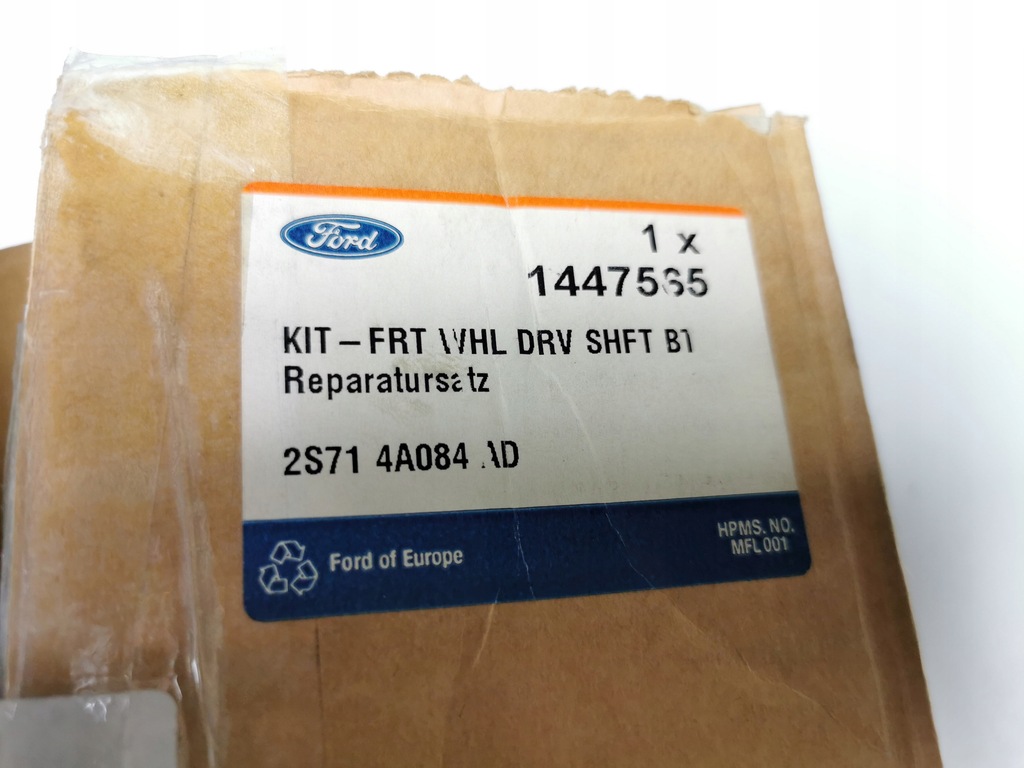 Ford
1 x
1447565
KIT – FRT WHL DRV SHFT BT
Reparatursatz
2S71 4A084 AD
Ford of Europe
HPMS. NO.
MFL 001